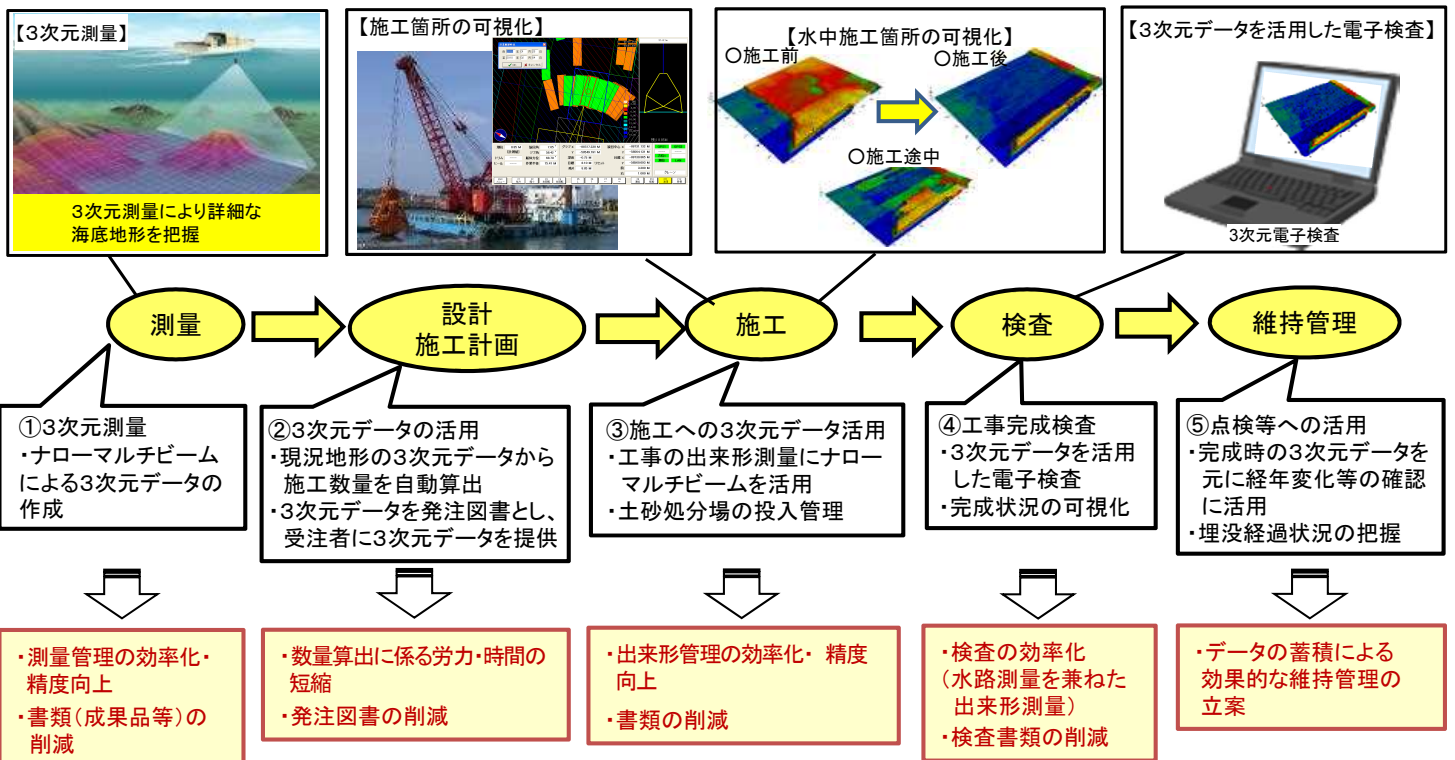 【3次元測量】
3次元測量により詳細な
海底地形を把握
【施工箇所の可視化】
【水中施工箇所の可視化】
〇施工前
〇施工後
〇施工途中
【3次元データを活用した電子検査】
3次元電子検査
測量
設計
施工計画
施工
検査
維持管理
①3次元測量
・ナローマルチビーム
による3次元データの
作成
②3次元データの活用
・現況地形の3次元データから
施工数量を自動算出
・3次元データを発注図書とし、
受注者に3次元データを提供
③施工への3次元データ活用
・工事の出来形測量にナロー
マルチビームを活用
・土砂処分場の投入管理
④工事完成検査
・3次元データを活用
した電子検査
・完成状況の可視化
⑤点検等への活用
・完成時の3次元データを
元に経年変化等の確認
に活用
・埋没経過状況の把握
・測量管理の効率化・
精度向上
・書類(成果品等)の
削減
・数量算出に係る労力・時間の
短縮
・発注図書の削減
・出来形管理の効率化・ 精度
向上
・書類の削減
・検査の効率化
(水路測量を兼ねた
出来形測量)
・検査書類の削減
・データの蓄積による
効果的な維持管理の
立案